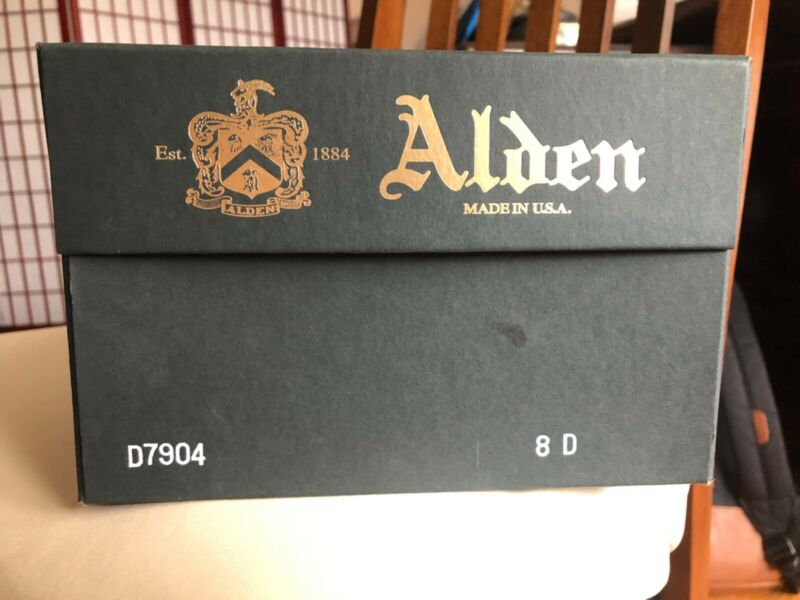 Est. 1884
ALDEN
Alden
MADE IN U.S.A.
D7904
8 D